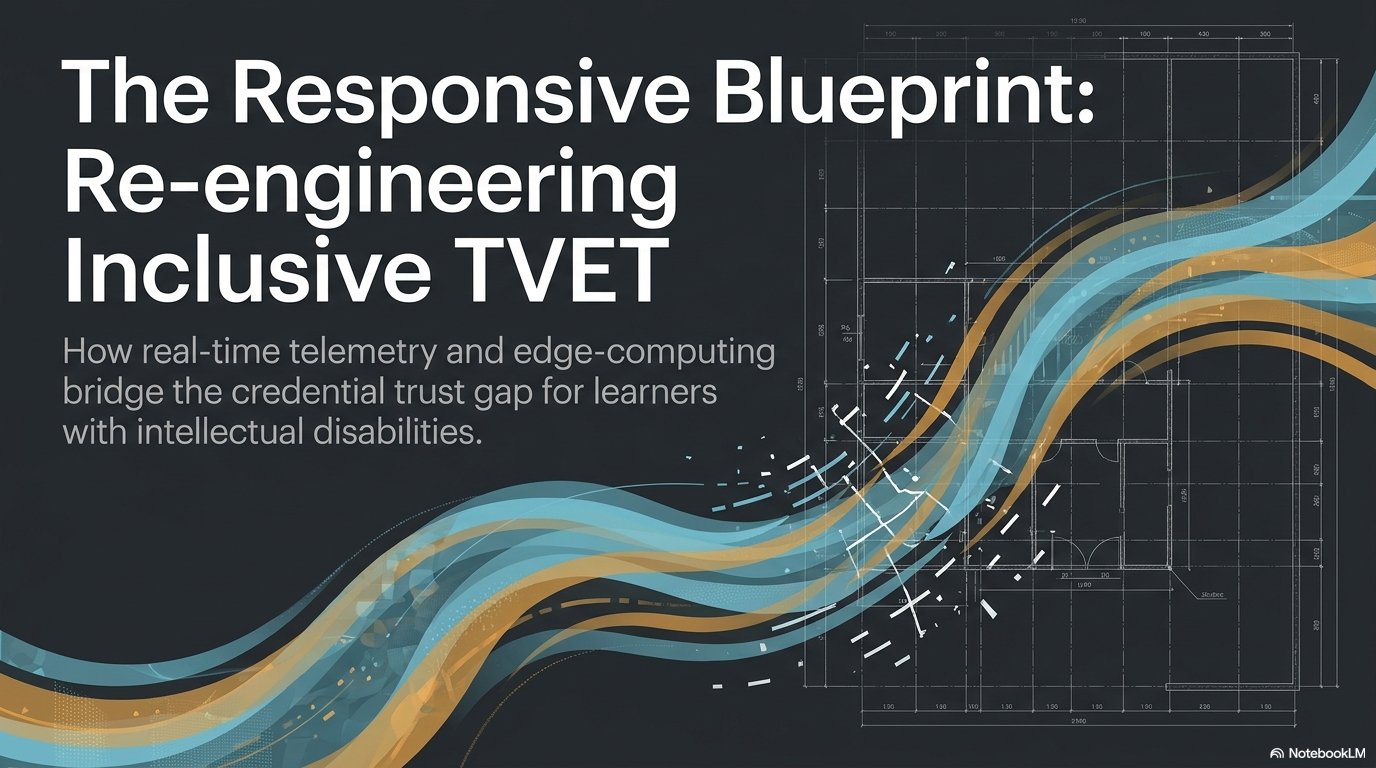 The Responsive Blueprint:
Re-engineering
Inclusive TVET
How real-time telemetry and edge-computing
bridge the credential trust gap for learners
with intellectual disabilities.
NotebookLM